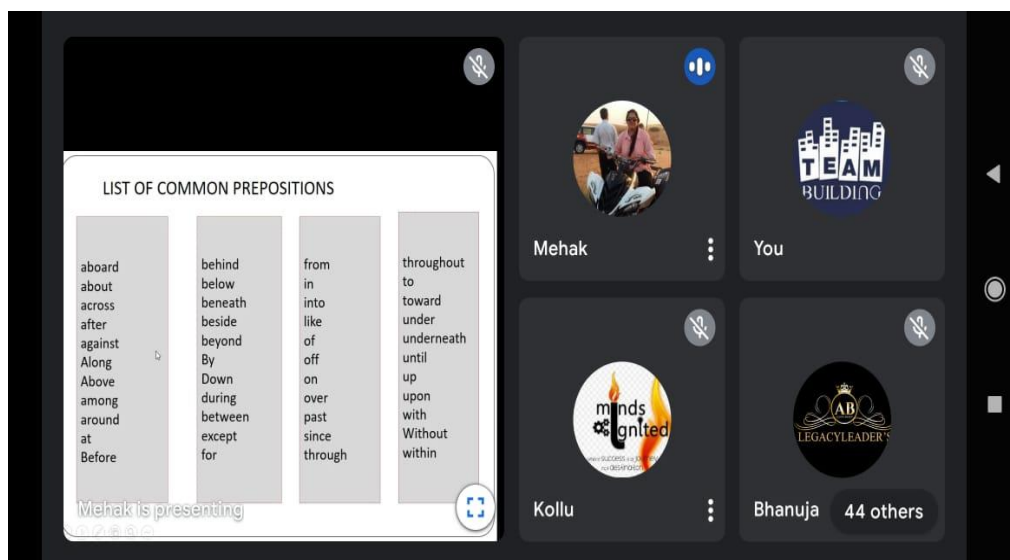 LIST OF COMMON PREPOSITIONS
aboard
about
across
after
against
Along
Above
among
around
at
Before
behind
below
beneath
beside
beyond
By
Down
during
between
except
for
from
in
into
like
of
off
on
over
past
since
through
throughout
to
toward
under
underneath
until
up
upon
with
Without
within
Mehak is presenting
Mehak
TEAM
BUILDING
You
minds
Ignited
Kollu
AB
LEGACYLEADER'S
Bhanuja
44 others